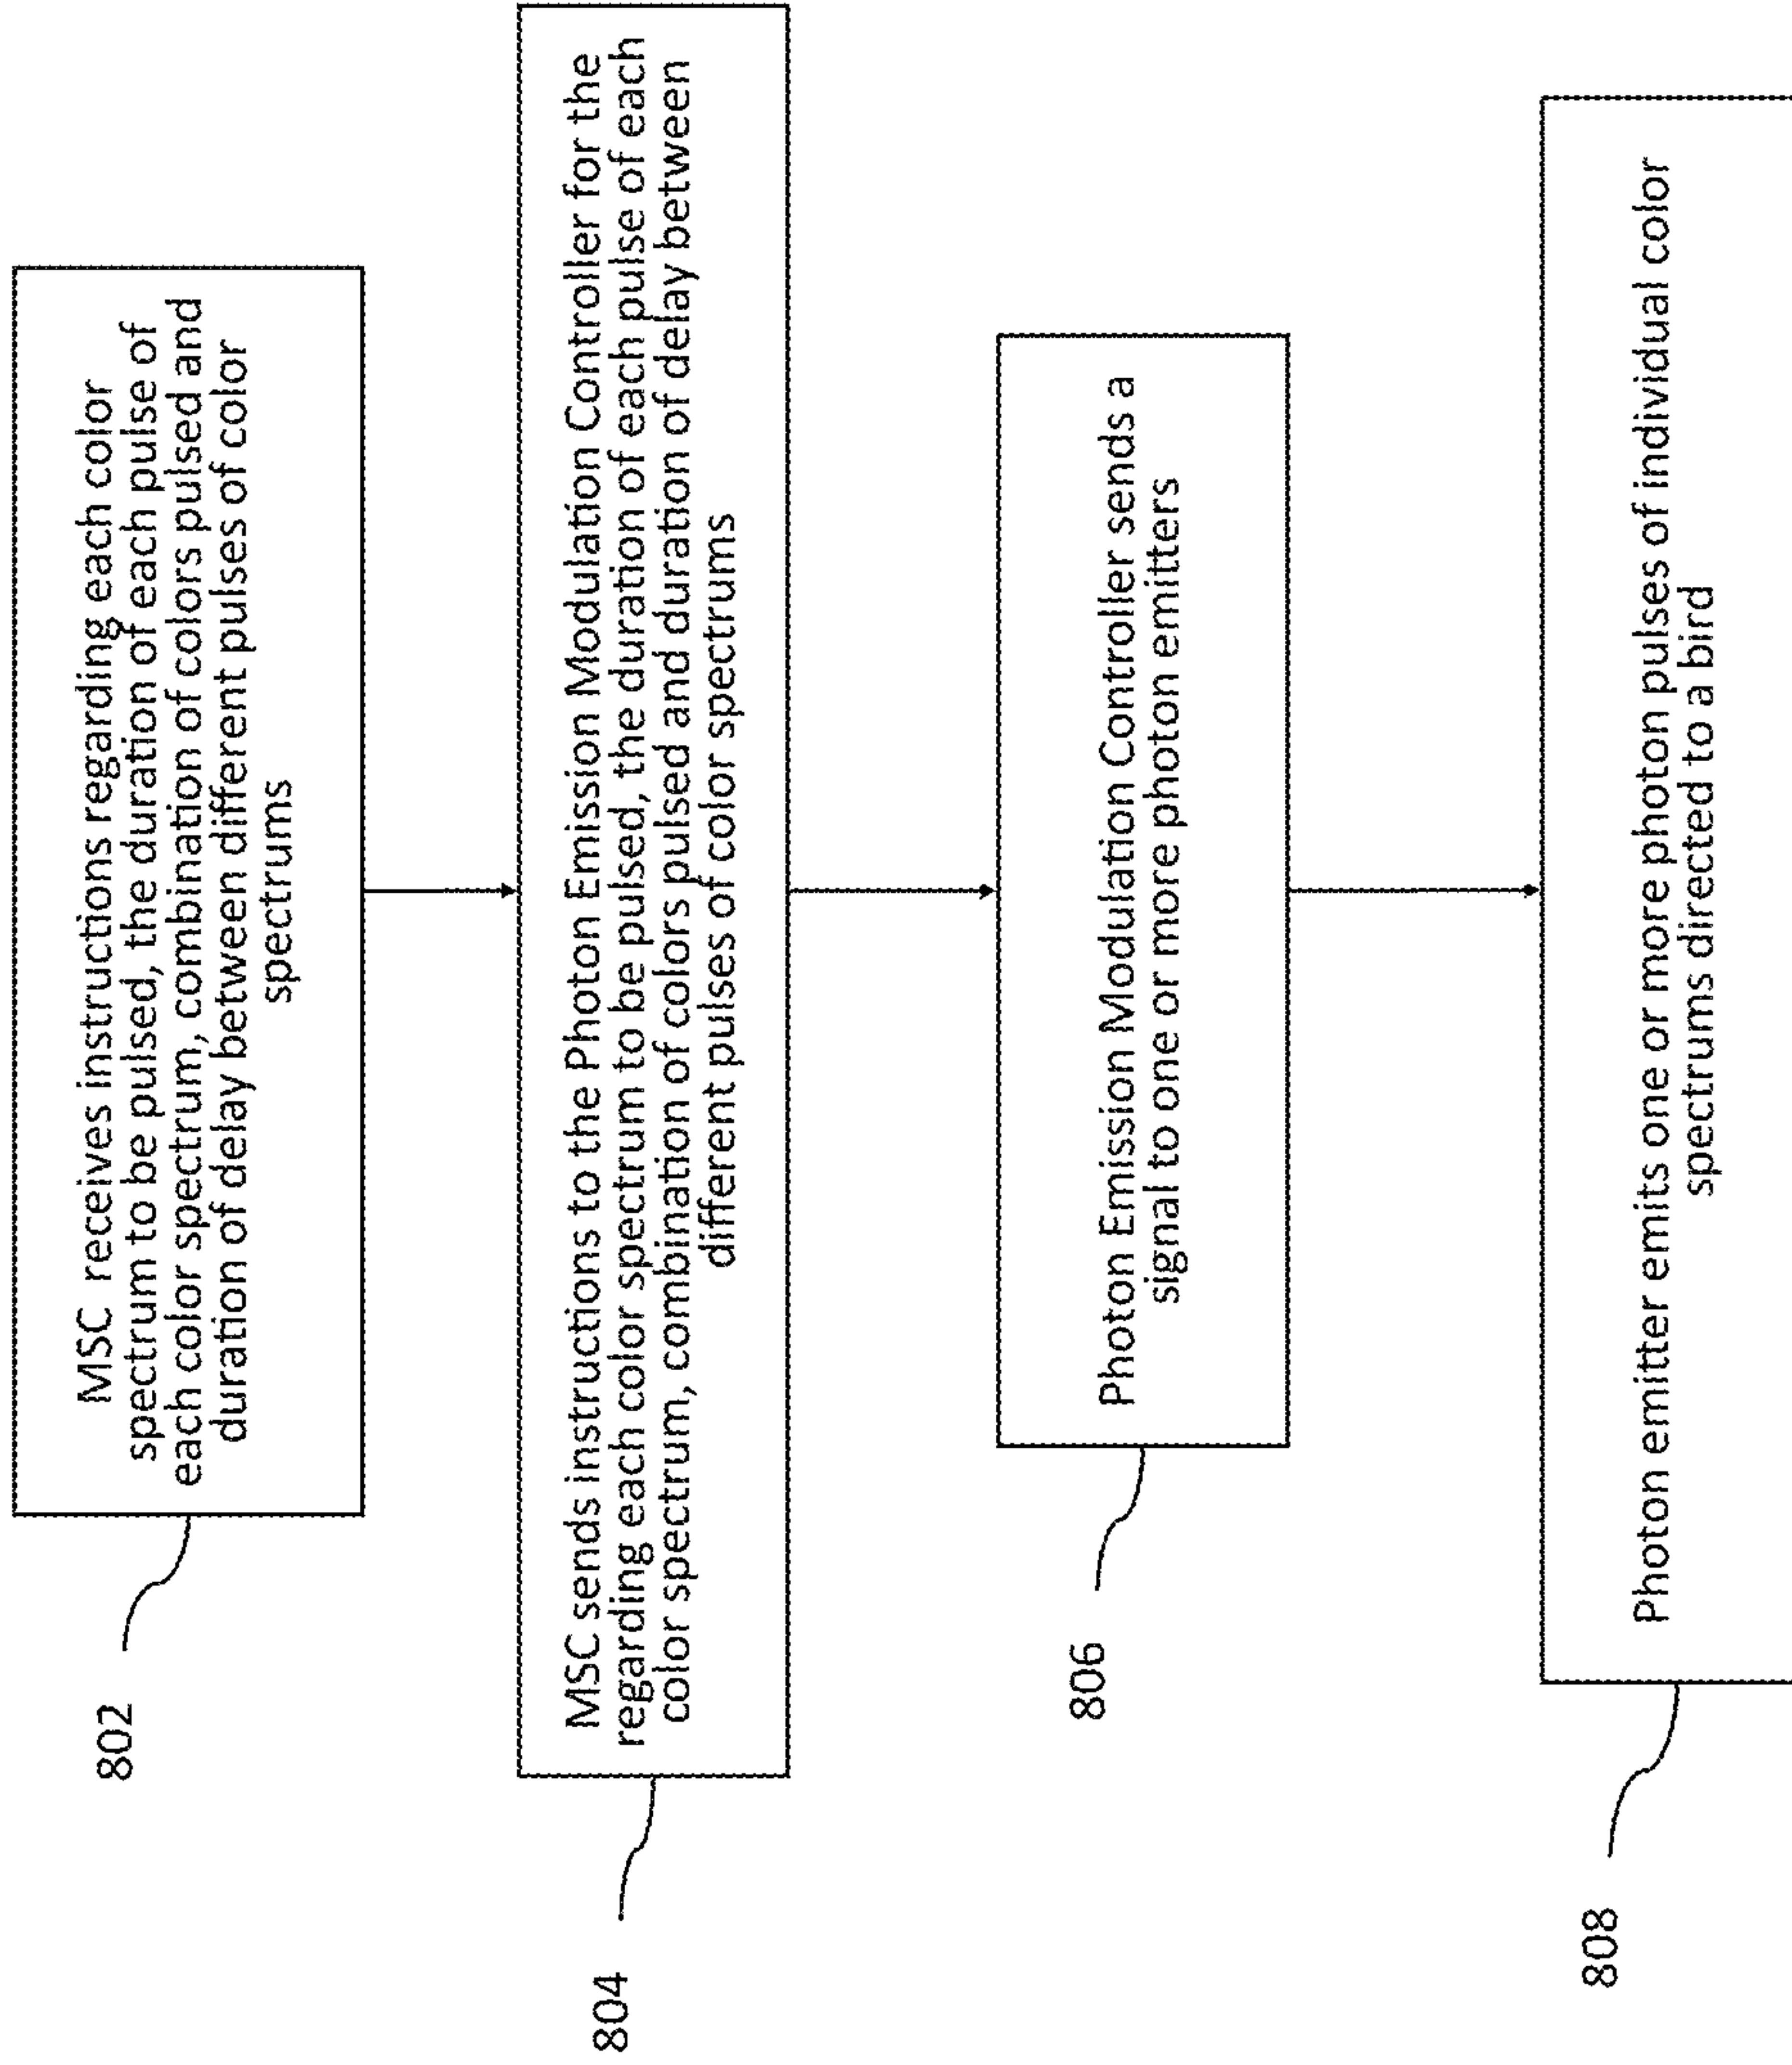 802
MSC receives instructions regarding each color
spectrum to be pulsed, the duration of each pulse of
each color spectrum, combination of colors pulsed and
duration of delay between different pulses of color
spectrums
804
MSC sends instructions to the Photon Emission Modulation Controller for the
regarding each color spectrum to be pulsed, the duration of each pulse of each
color spectrum, combination of colors pulsed and duration of delay between
different pulses of color spectrums
806
Photon Emission Modulation Controller sends a
signal to one or more photon emitters
808
Photon emitter emits one or more photon pulses of individual color
spectrums directed to a bird